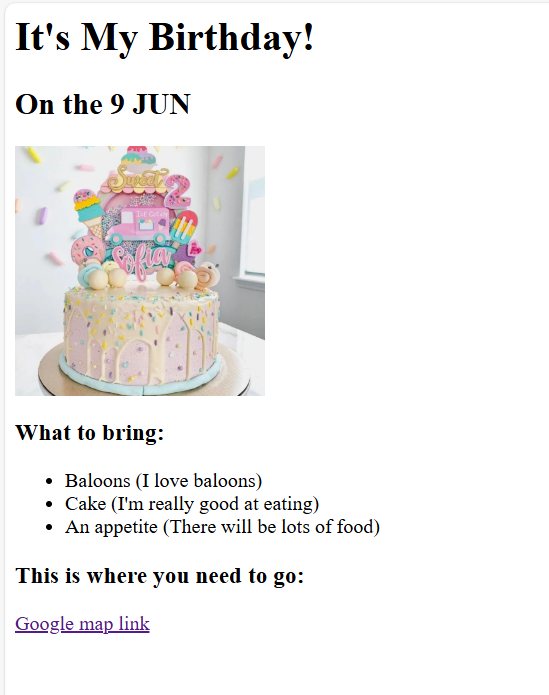 It's My Birthday!
On the 9 JUN
Sweet 2
Ice Cream
Sofia
What to bring:
Baloons (I love baloons)
Cake (I'm really good at eating)
An appetite (There will be lots of food)
This is where you need to go:
Google map link